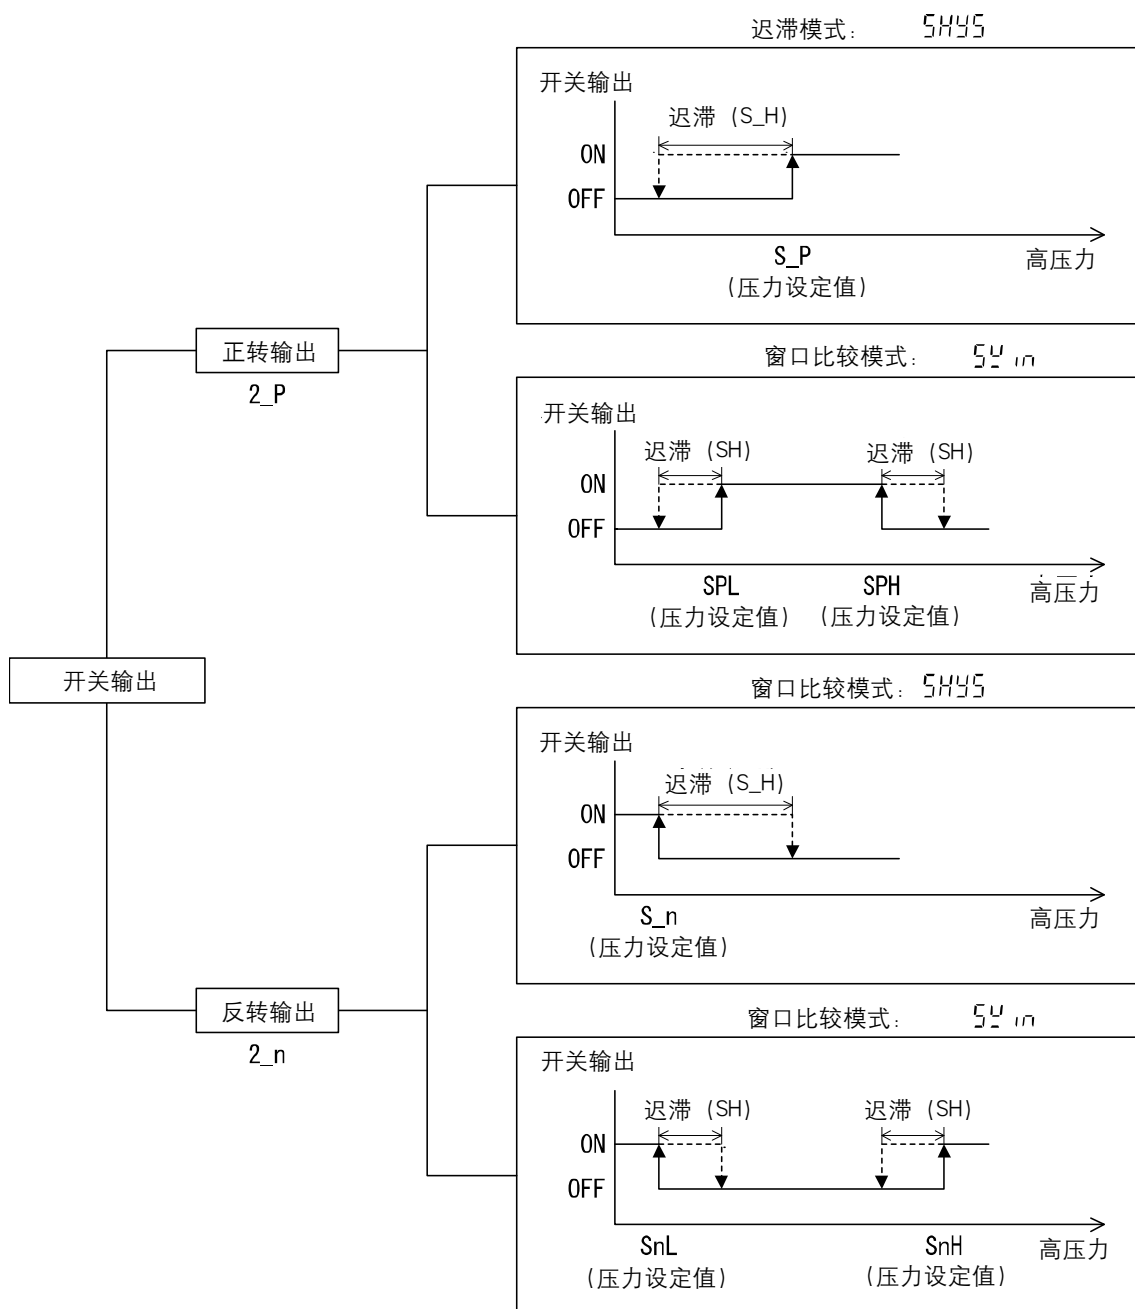 迟滞模式: SHYS
开关输出
迟滞 (S_H)
ON
OFF
S_P
(压力设定值)
高压力
正转输出
2_P
窗口比较模式: SWin
开关输出
迟滞 (SH)
迟滞 (SH)
ON
OFF
SPL
(压力设定值)
SPH
(压力设定值)
高压力
开关输出
窗口比较模式: SHYS
开关输出
迟滞 (S_H)
ON
OFF
S_n
(压力设定值)
高压力
反转输出
2_n
窗口比较模式: SWin
开关输出
迟滞 (SH)
迟滞 (SH)
ON
OFF
SnL
(压力设定值)
SnH
(压力设定值)
高压力